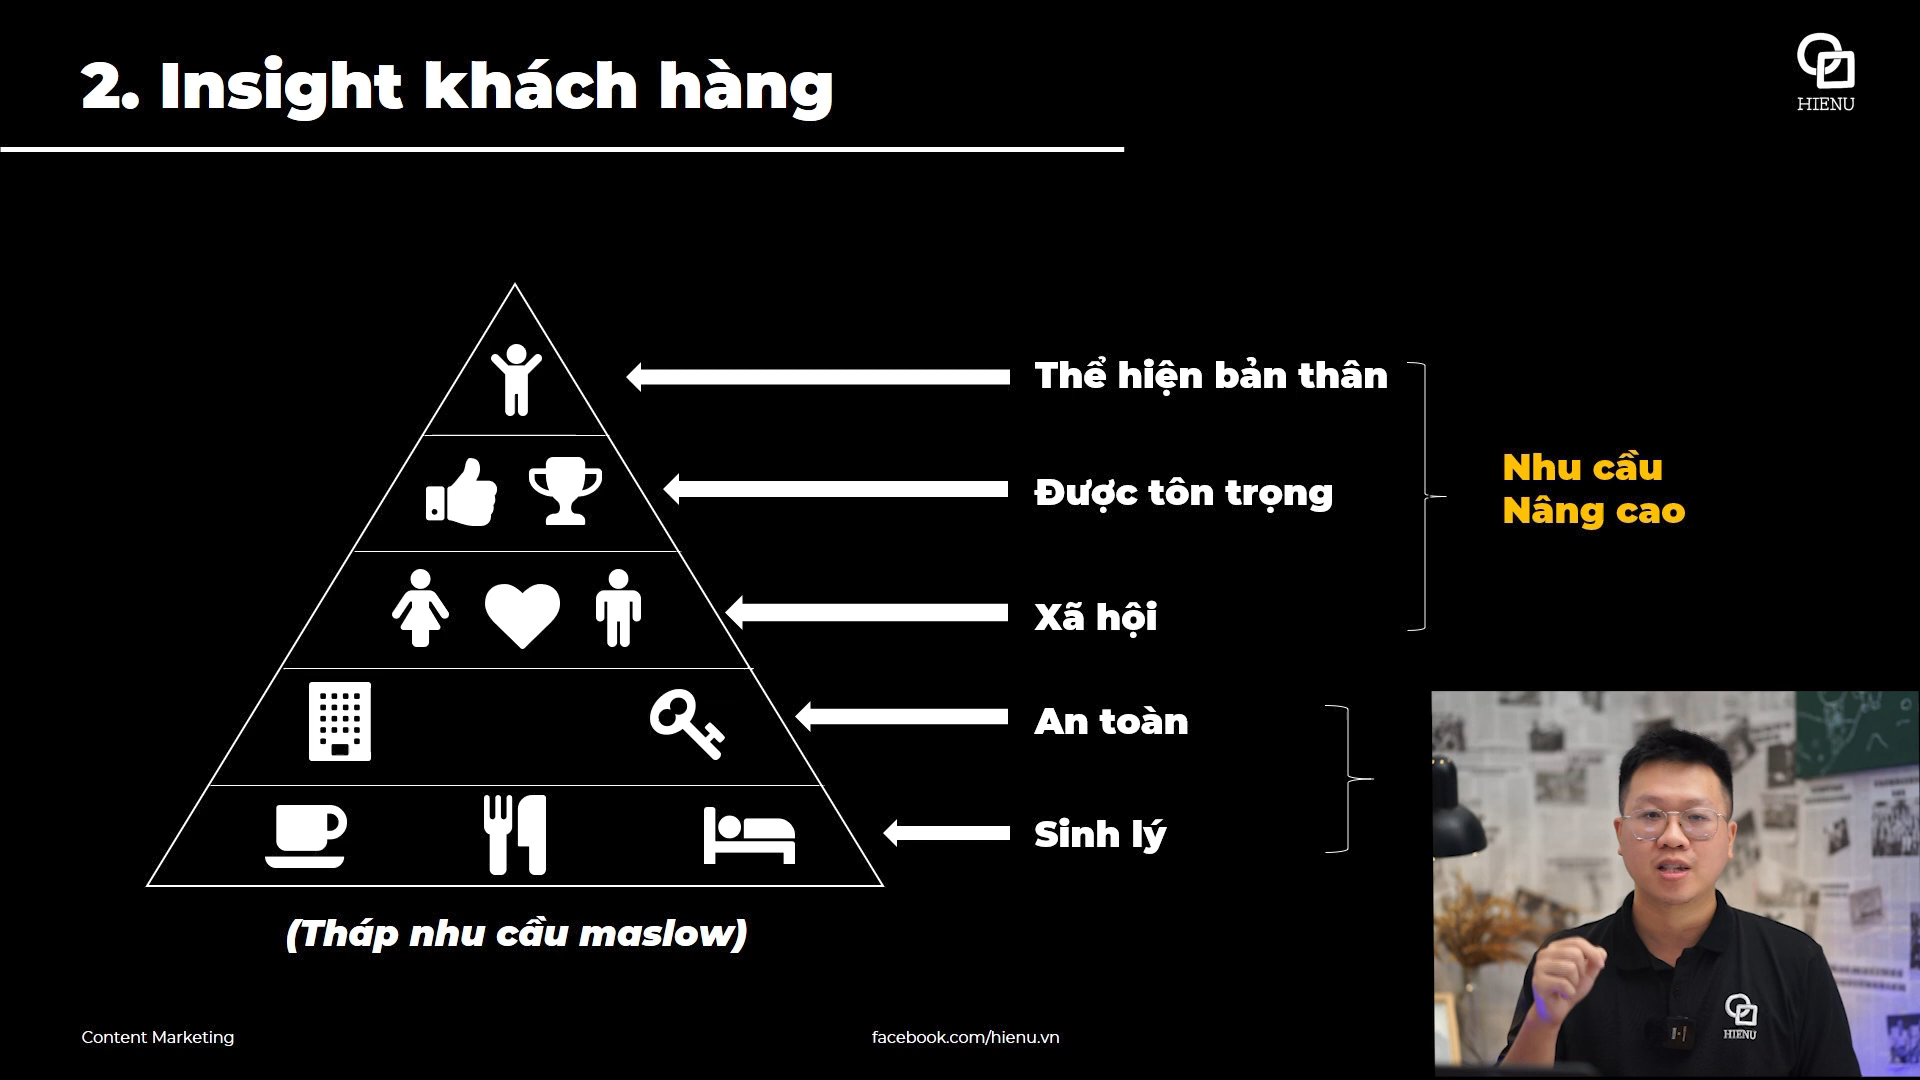 2. Insight khách hàng
HIENU
Thể hiện bản thân
Được tôn trọng
Xã hội
An toàn
Sinh lý
Nhu cầu
Nâng cao
(Tháp nhu cầu maslow)
Content Marketing
facebook.com/hienu.vn
HIENU